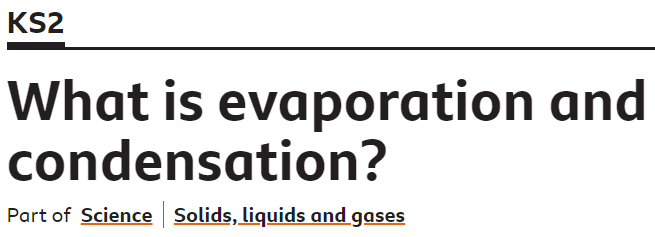 KS2
What is evaporation and
condensation?
Part of Science | Solids, liquids and gases